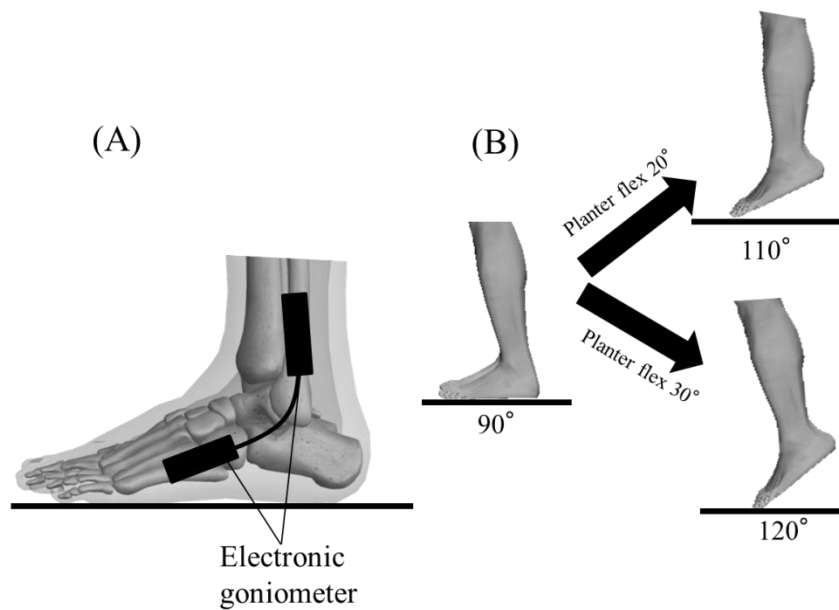 (A)
Electronic
goniometer
(B)
90°
Planter flex 20°
110°
Planter flex 30°
120°